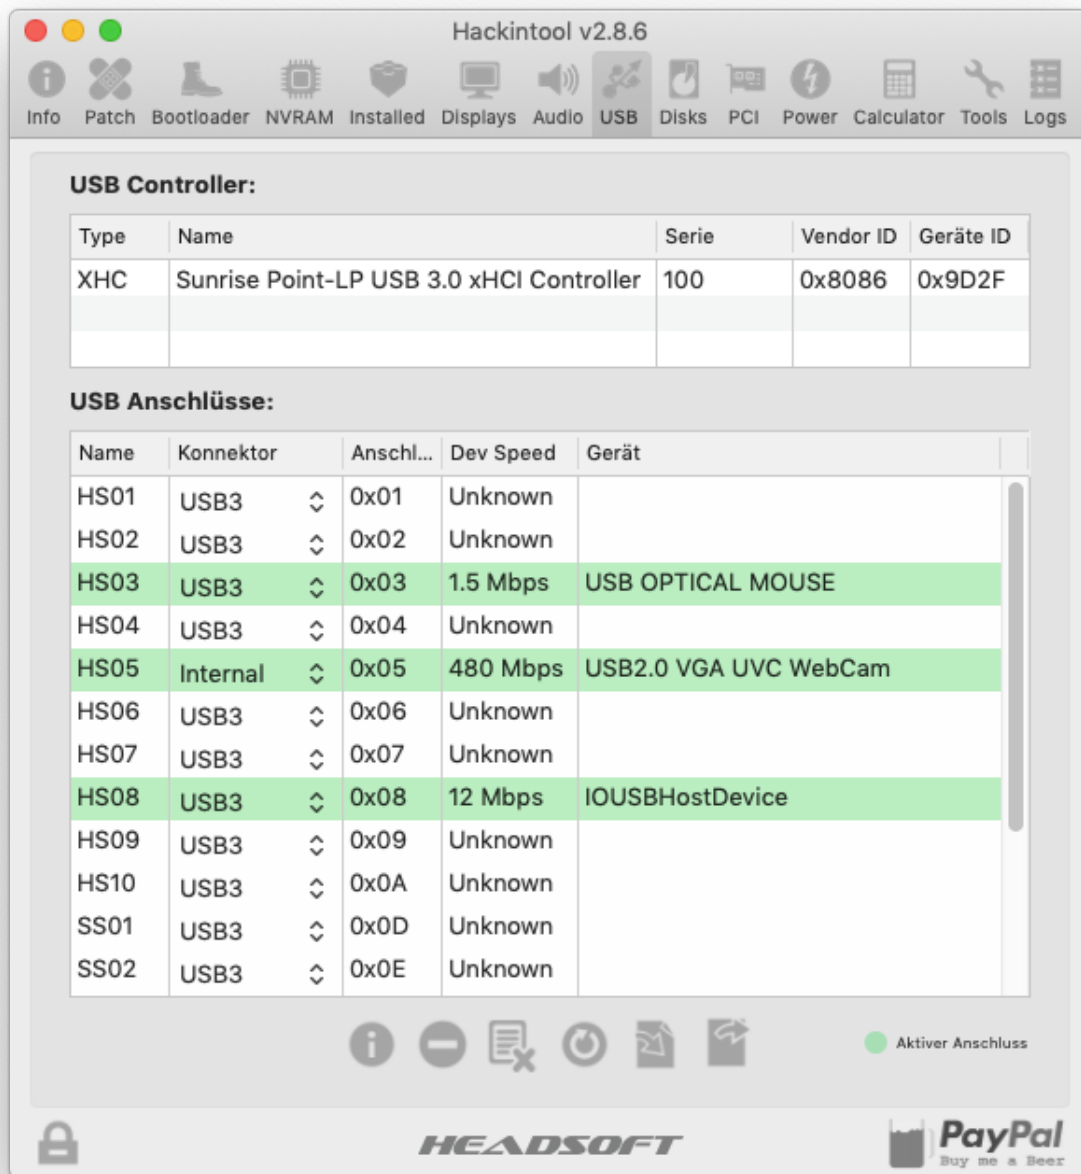 Hackintool v2.8.6
Info Patch Bootloader NVRAM Installed Displays Audio USB Disks PCI Power Calculator Tools Logs
USB Controller:
Type Name Serie Vendor ID Geräte ID
XHC Sunrise Point-LP USB 3.0 xHCI Controller 100 0x8086 0x9D2F
USB Anschlüsse:
Name Konnektor Anschl... Dev Speed Gerät
HS01 USB3 0x01 Unknown
HS02 USB3 0x02 Unknown
HS03 USB3 0x03 1.5 Mbps USB OPTICAL MOUSE
HS04 USB3 0x04 Unknown
HS05 Internal 0x05 480 Mbps USB2.0 VGA UVC WebCam
HS06 USB3 0x06 Unknown
HS07 USB3 0x07 Unknown
HS08 USB3 0x08 12 Mbps IOUSBHostDevice
HS09 USB3 0x09 Unknown
HS10 USB3 0x0A Unknown
SS01 USB3 0x0D Unknown
SS02 USB3 0x0E Unknown
Aktiver Anschluss
HEADSOFT PayPal
Buy me a Beer